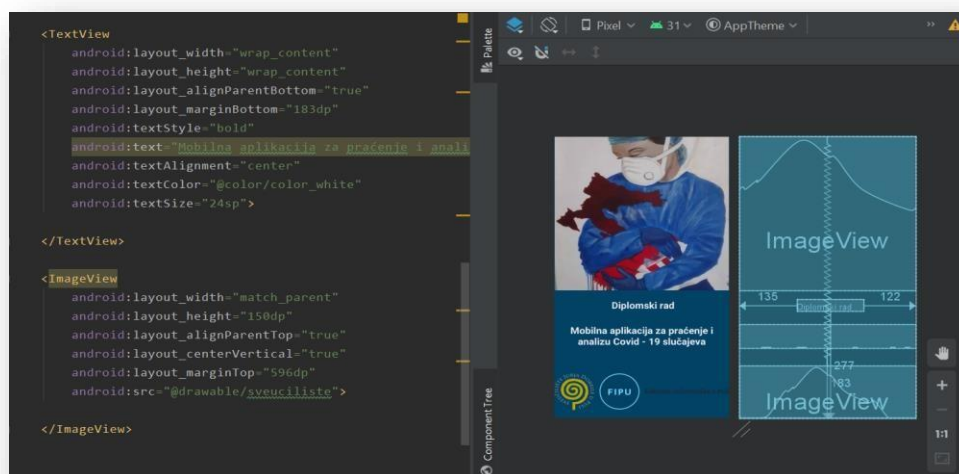 <TextView
android:layout_width="wrap_content"
android:layout_height="wrap_content"
android:layout_alignParentBottom="true"
android:layout_marginBottom="183dp"
android:textStyle="bold"
android:text="Mobilna aplikacija za praćenje i anali
android:textAlignment="center"
android:textColor="@color/color_white"
android:textSize="24sp">
</TextView>
<ImageView
android:layout_width="match_parent"
android:layout_height="150dp"
android:layout_alignParentTop="true"
android:layout_centerVertical="true"
android:layout_marginTop="596dp"
android:src="@drawable/sveuciliste">
</ImageView>
Palette
Component Tree
Pixel
31
AppTheme
Diplomski rad
Mobilna aplikacija za praćenje i
analizu Covid - 19 slučajeva
FIPU
ImageView
135
Diplomski rad
122
277
183
ImageView
1:1